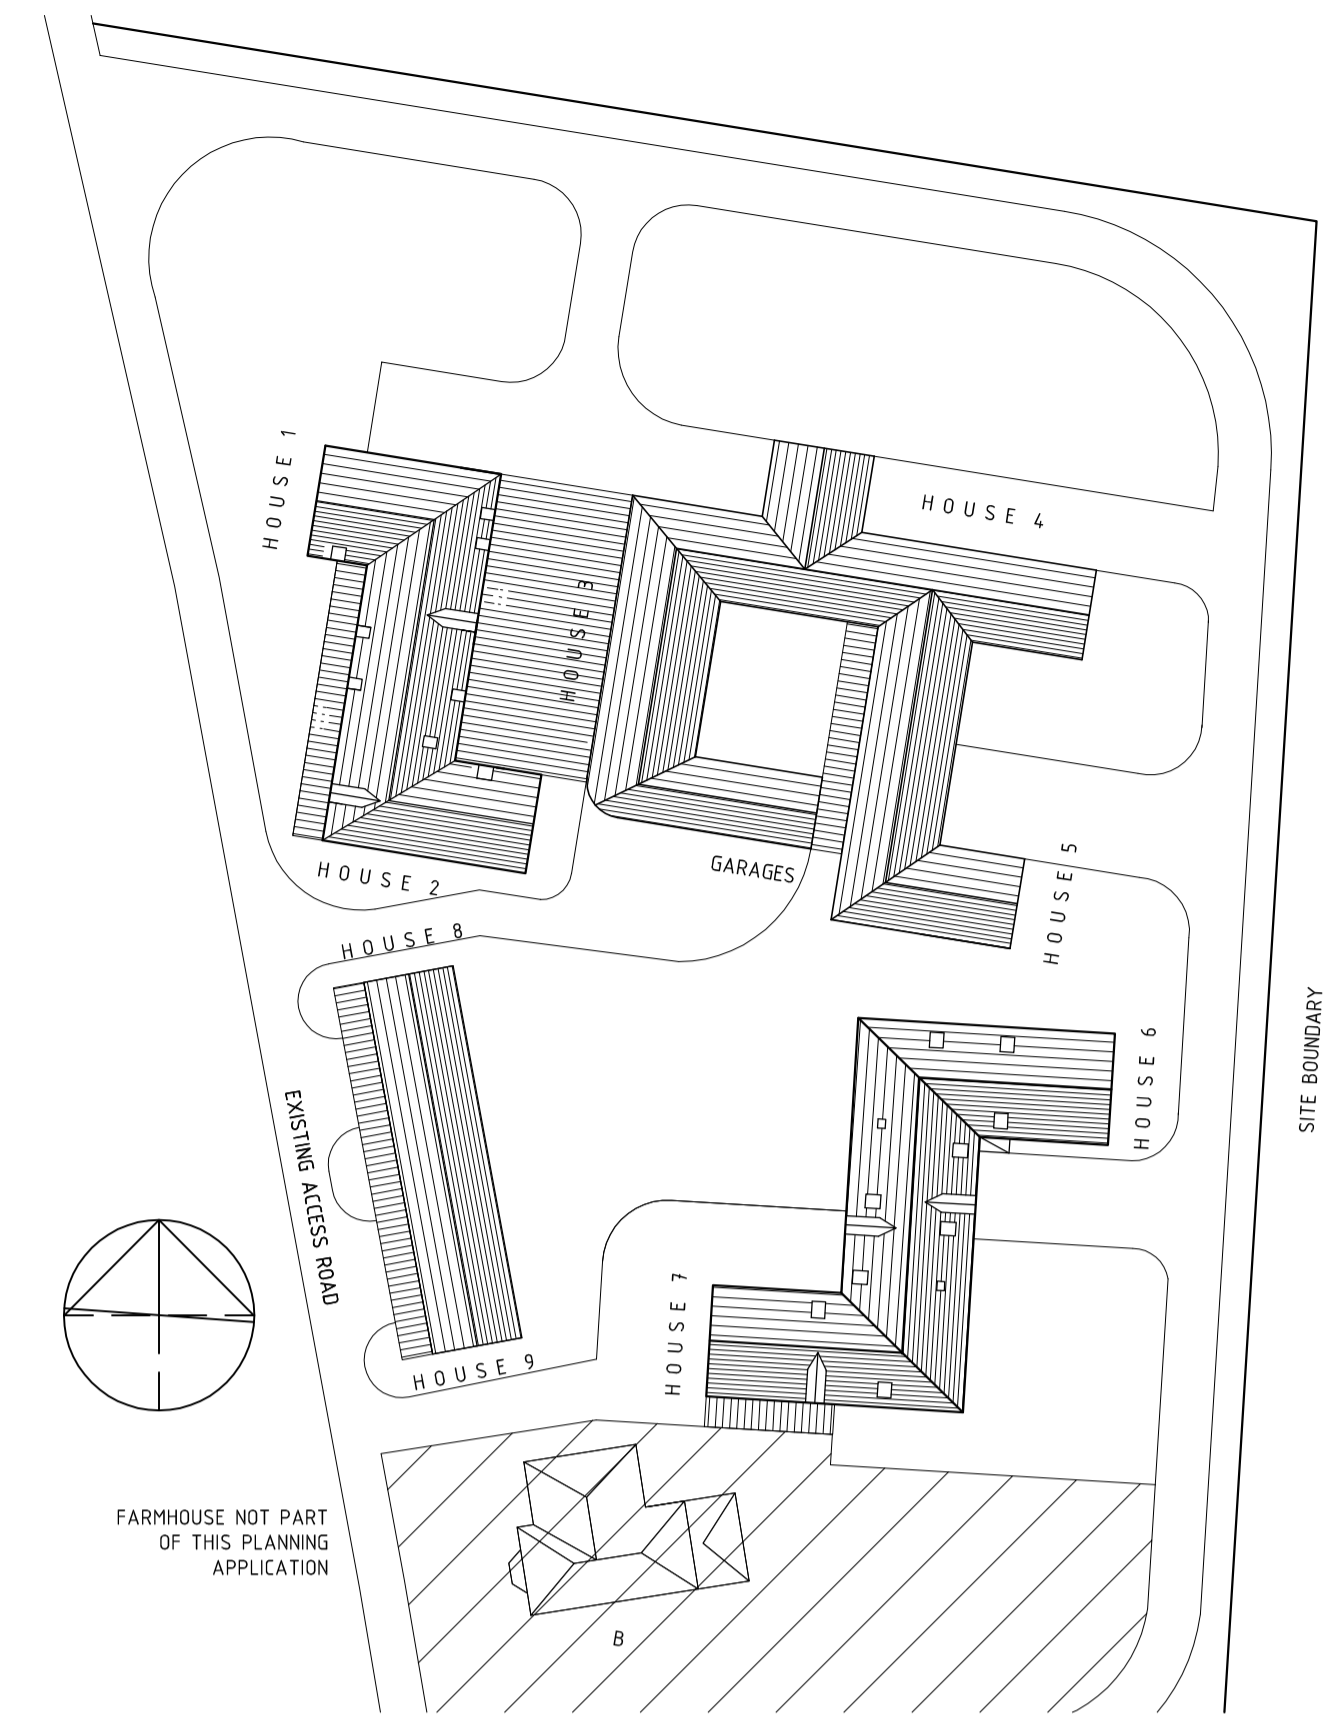 HOUSE 1
HOUSE 4
HOUSE 3
HOUSE 5
GARAGES
HOUSE 2
HOUSE 8
HOUSE 6
SITE BOUNDARY
EXISTING ACCESS ROAD
HOUSE 7
HOUSE 9
FARMHOUSE NOT PART
OF THIS PLANNING
APPLICATION
B